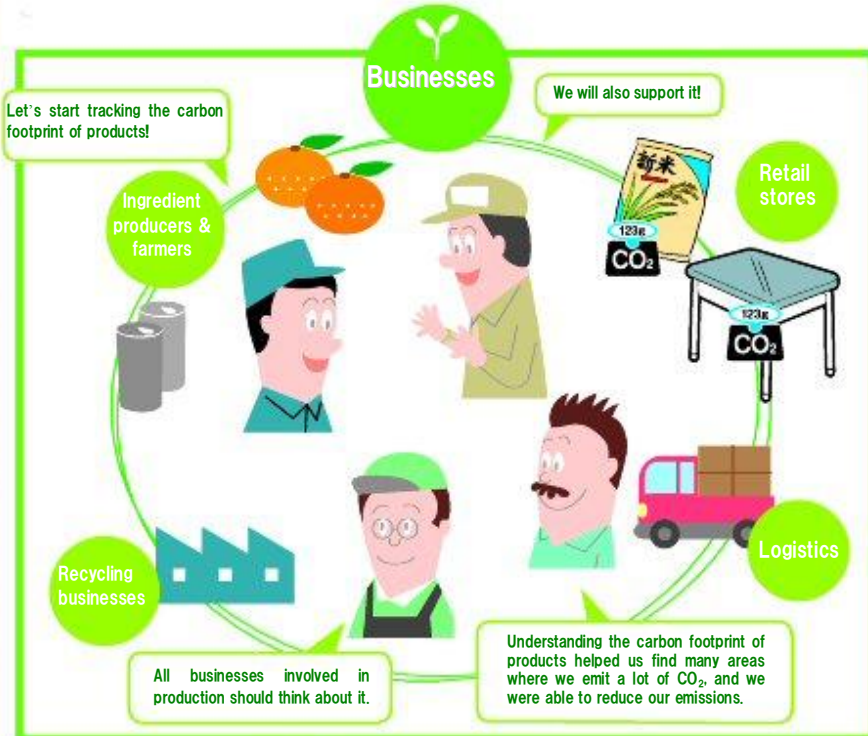 Businesses
Let's start tracking the carbon
footprint of products!
We will also support it!
Ingredient
producers &
farmers
新米
123g
CO₂
Retail
stores
123g
CO₂
Recycling
businesses
Logistics
All businesses involved in
production should think about it.
Understanding the carbon footprint of
products helped us find many areas
where we emit a lot of CO₂, and we
were able to reduce our emissions.